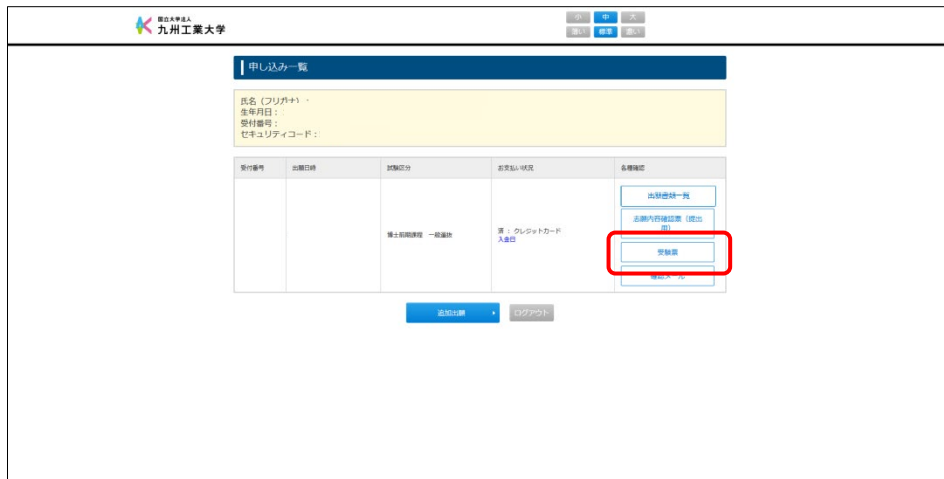 国立大学法人
九州工業大学
小 中 大
薄い 標準 濃い
申し込み一覧
氏名（フリガナ）
生年月日：
受付番号：
セキュリティコード：
受付番号 出願日時 試験区分 お支払い状況 各種確認
出願書類一覧
志願内容確認票（提出
用）
博士前期課程 一般選抜
済 ： クレジットカード
入金日
受験票
確認メール
追加出願 ログアウト